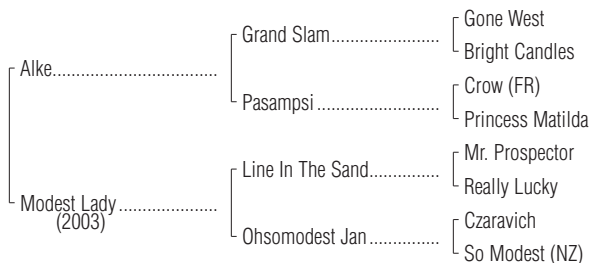 Gone West
Grand Slam........................
Bright Candles
Alke.................................
Crow (FR)
Pasampsi.........................
Princess Matilda
Mr. Prospector
Line In The Sand...............
Really Lucky
Modest Lady....................
(2003)
Czaravich
Ohsomodest Jan...............
So Modest (NZ)